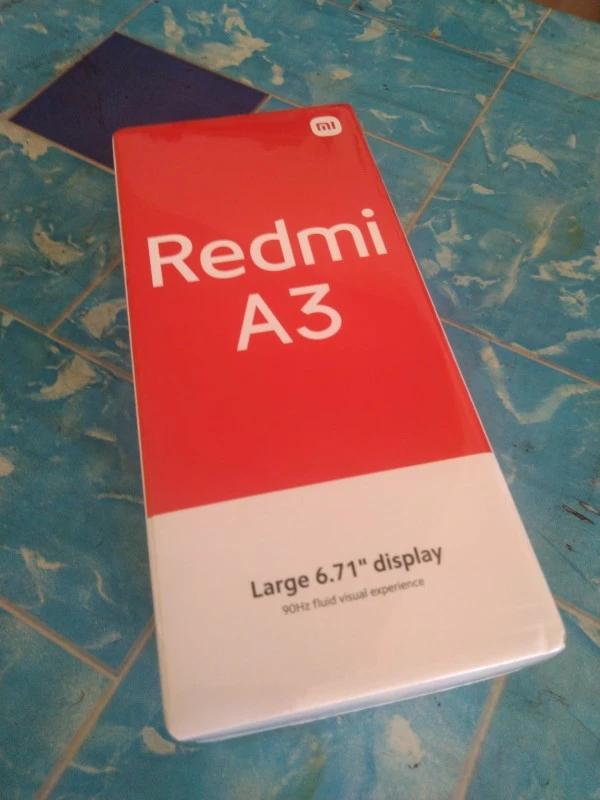 mi
Redmi
A3
Large 6.71" display
90Hz fluid visual experience